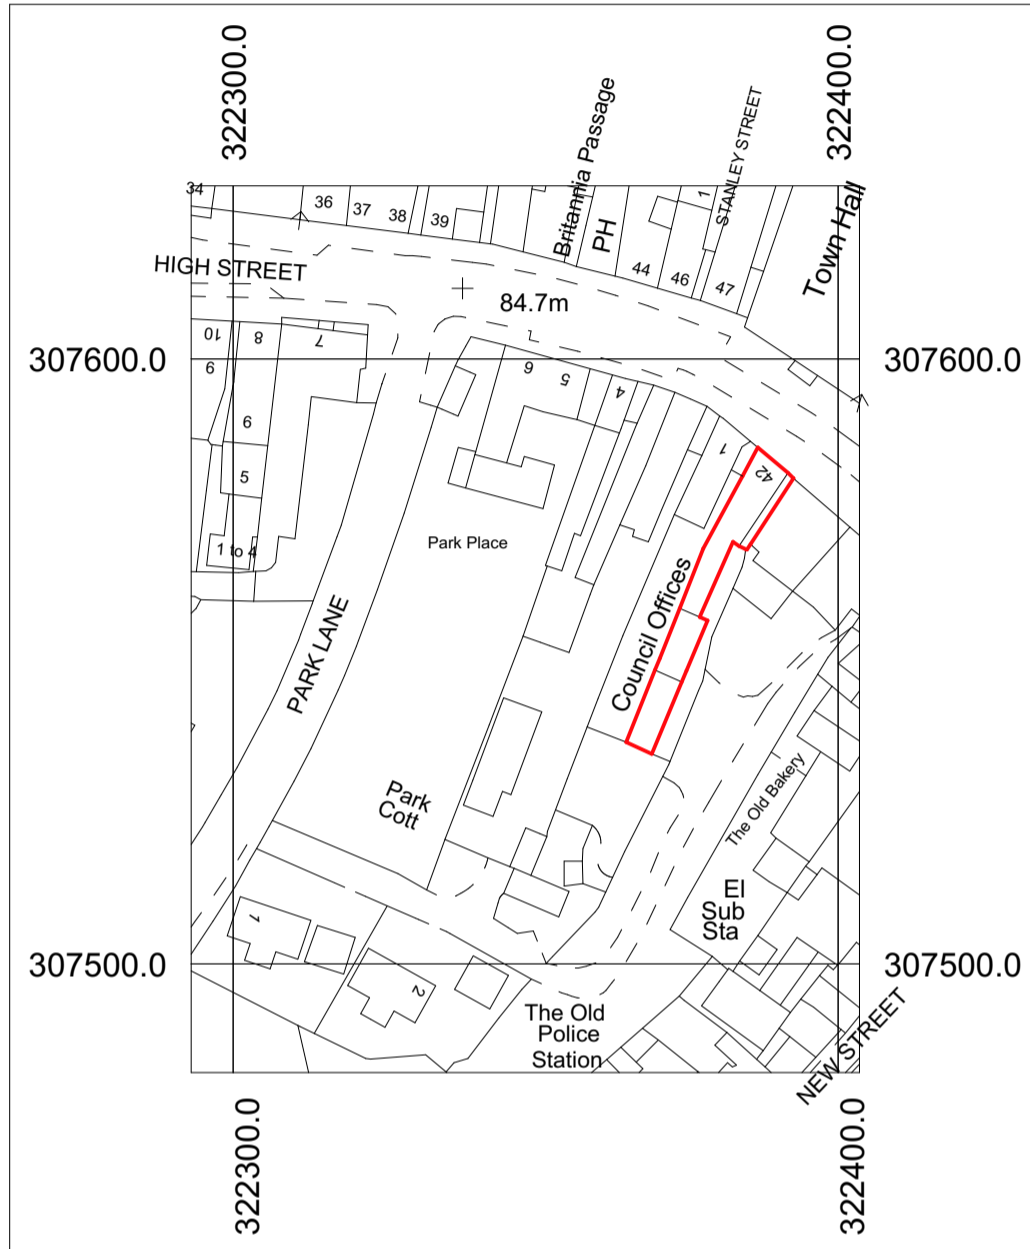 322300.0
322400.0
Britannia Passage
STANLEY STREET
Town Hall
34
36
37
38
39
PH
44
46
47
1
HIGH STREET
84.7m
307600.0
307600.0
10
8
7
9
6
5
4
6
5
1 to 4
1
42
Park Place
Council Offices
PARK LANE
Park
Cott
The Old Bakery
El
Sub
Sta
1
2
307500.0
307500.0
The Old
Police
Station
NEW STREET
322300.0
322400.0